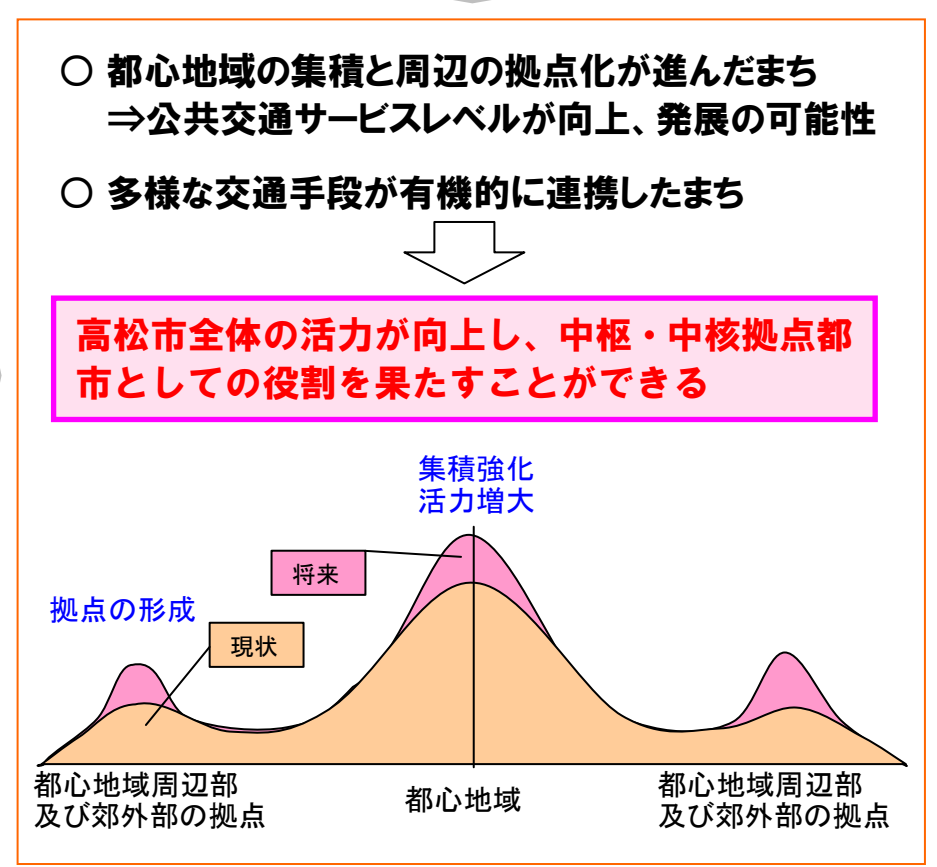 ○ 都心地域の集積と周辺の拠点化が進んだまち
⇒公共交通サービスレベルが向上、発展の可能性
○ 多様な交通手段が有機的に連携したまち
高松市全体の活力が向上し、中枢・中核拠点都
市としての役割を果たすことができる
集積強化
活力増大
将来
拠点の形成
現状
都心地域周辺部
及び郊外部の拠点
都心地域
都心地域周辺部
及び郊外部の拠点